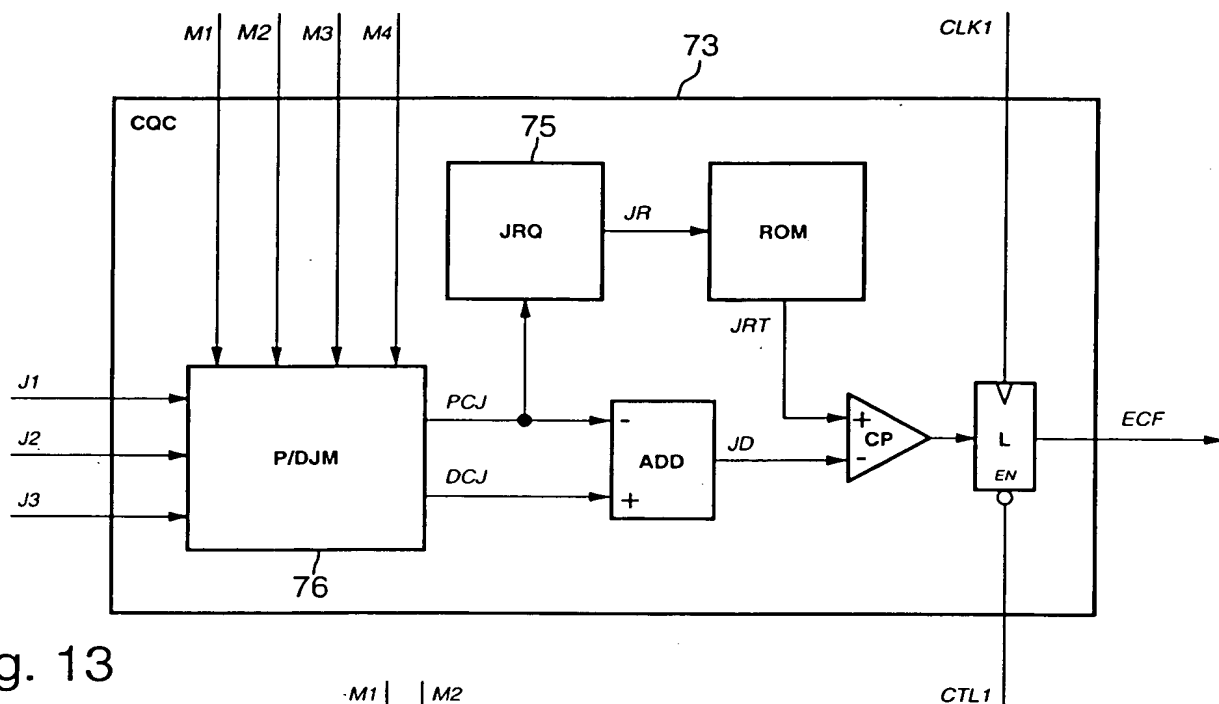 M1 M2 M3 M4 CLK1
73
CQC
75
JRQ JR ROM
JRT
J1
J2
J3
P/DJM
PCJ
DCJ
-
+
ADD
JD
+
-
CP
L
EN
ECF
76
g. 13
M1 M2
CTL1